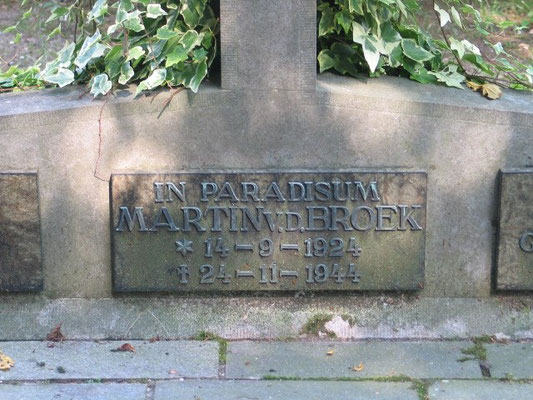 IN PARADISUM
MARTIN V.D. BROEK
* 14-9-1924
† 24-11-1944
G